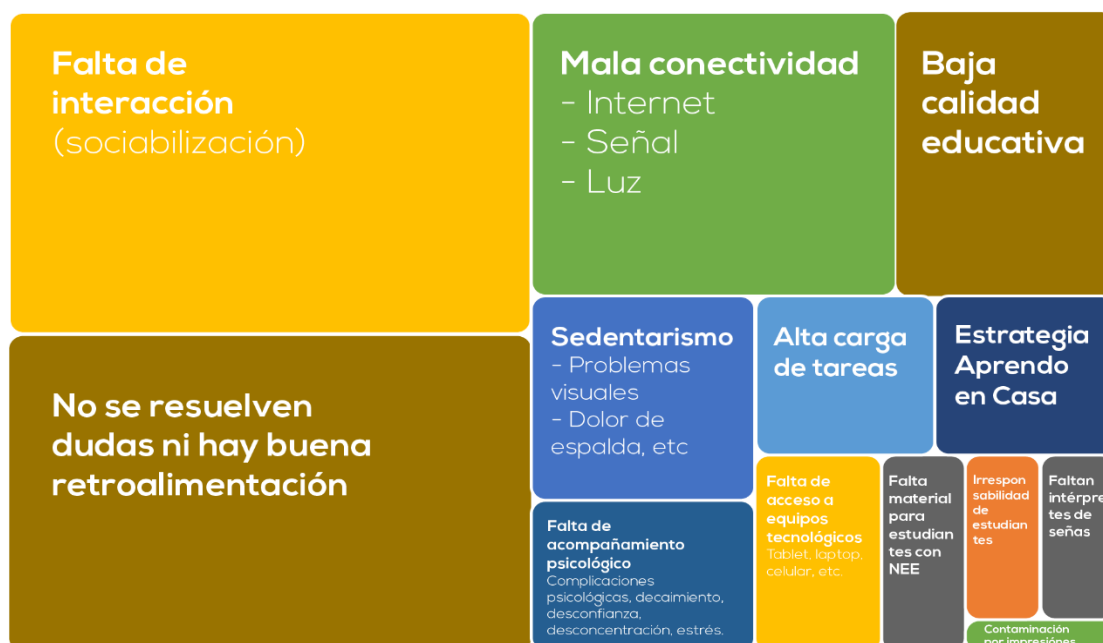 Falta de
interacción
(sociabilización)
Mala conectividad
- Internet
- Señal
- Luz
Baja
calidad
educativa
No se resuelven
dudas ni hay buena
retroalimentación
Sedentarismo
- Problemas
visuales
- Dolor de
espalda, etc
Alta carga
de tareas
Estrategia
Aprendo
en Casa
Falta de
acompañamiento
psicológico
Complicaciones
psicológicas, decaimiento,
desconfianza,
desconcentración, estrés.
Falta de
acceso a
equipos
tecnológicos
Tablet, laptop,
celular, etc.
Falta
material
para
estudian
tes con
NEE
Irrespon
sabilidad
de
estudian
tes
Faltan
intérpre
tes de
señas
Contaminación
por impresiónes